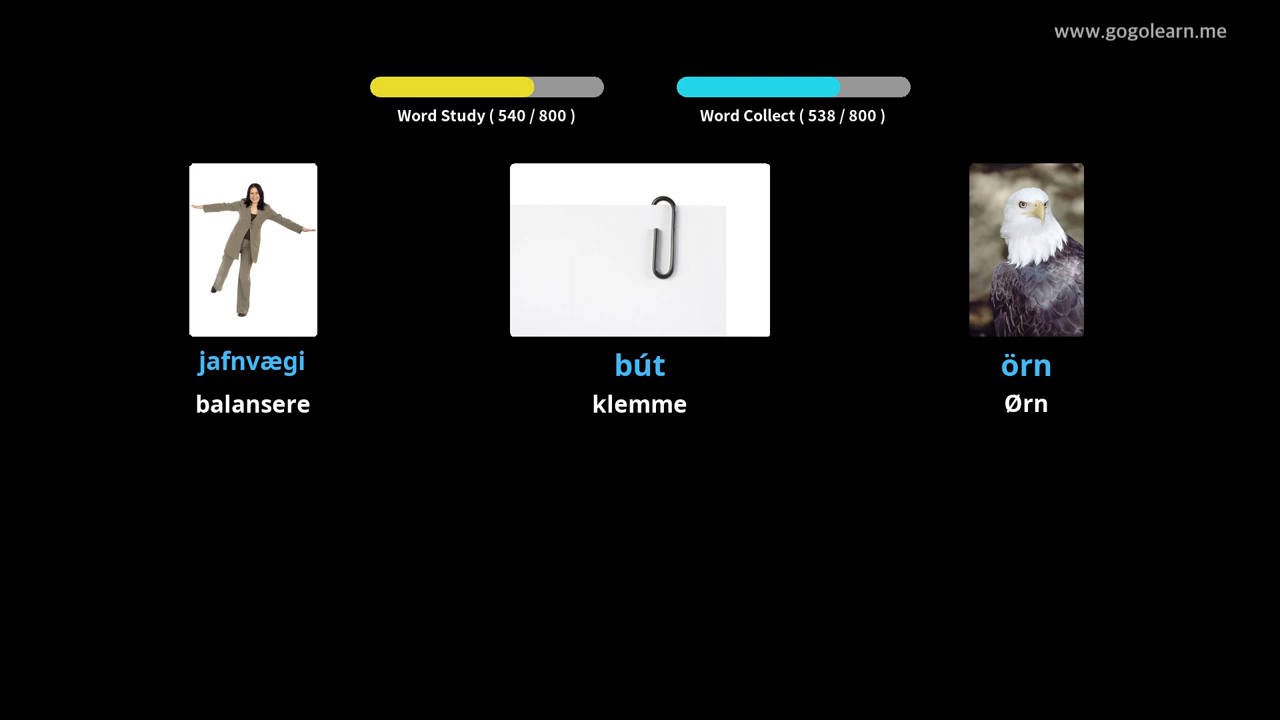 www.gogolearn.me
Word Study ( 540 / 800 )
Word Collect ( 538 / 800 )
jafnvægi
bút
örn
balansere
klemme
Ørn